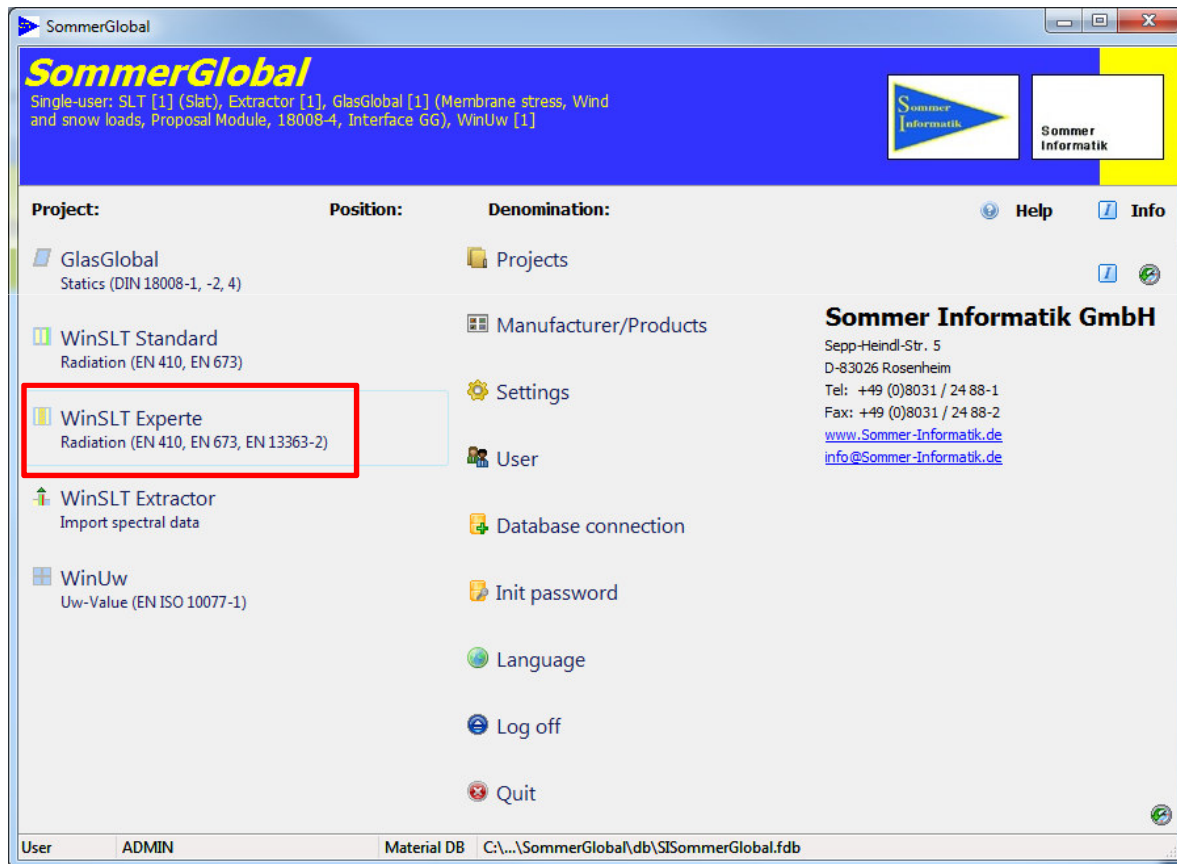 SommerGlobal
SommerGlobal
Single-user: SLT [1] (Slat), Extractor [1], GlasGlobal [1] (Membrane stress, Wind
and snow loads, Proposal Module, 18008-4, Interface GG), WinUw [1]
Sommer
Informatik
Sommer
Informatik
Project: Position: Denomination: Help Info
GlasGlobal
Statics (DIN 18008-1, -2, 4)
WinSLT Standard
Radiation (EN 410, EN 673)
WinSLT Experte
Radiation (EN 410, EN 673, EN 13363-2)
WinSLT Extractor
Import spectral data
WinUw
Uw-Value (EN ISO 10077-1)
Projects
Manufacturer/Products
Settings
User
Database connection
Init password
Language
Log off
Quit
Sommer Informatik GmbH
Sepp-Heindl-Str. 5
D-83026 Rosenheim
Tel: +49 (0)8031 / 24 88-1
Fax: +49 (0)8031 / 24 88-2
www.Sommer-Informatik.de
info@Sommer-Informatik.de
User ADMIN Material DB C:\...\SommerGlobal\db\SISommerGlobal.fdb